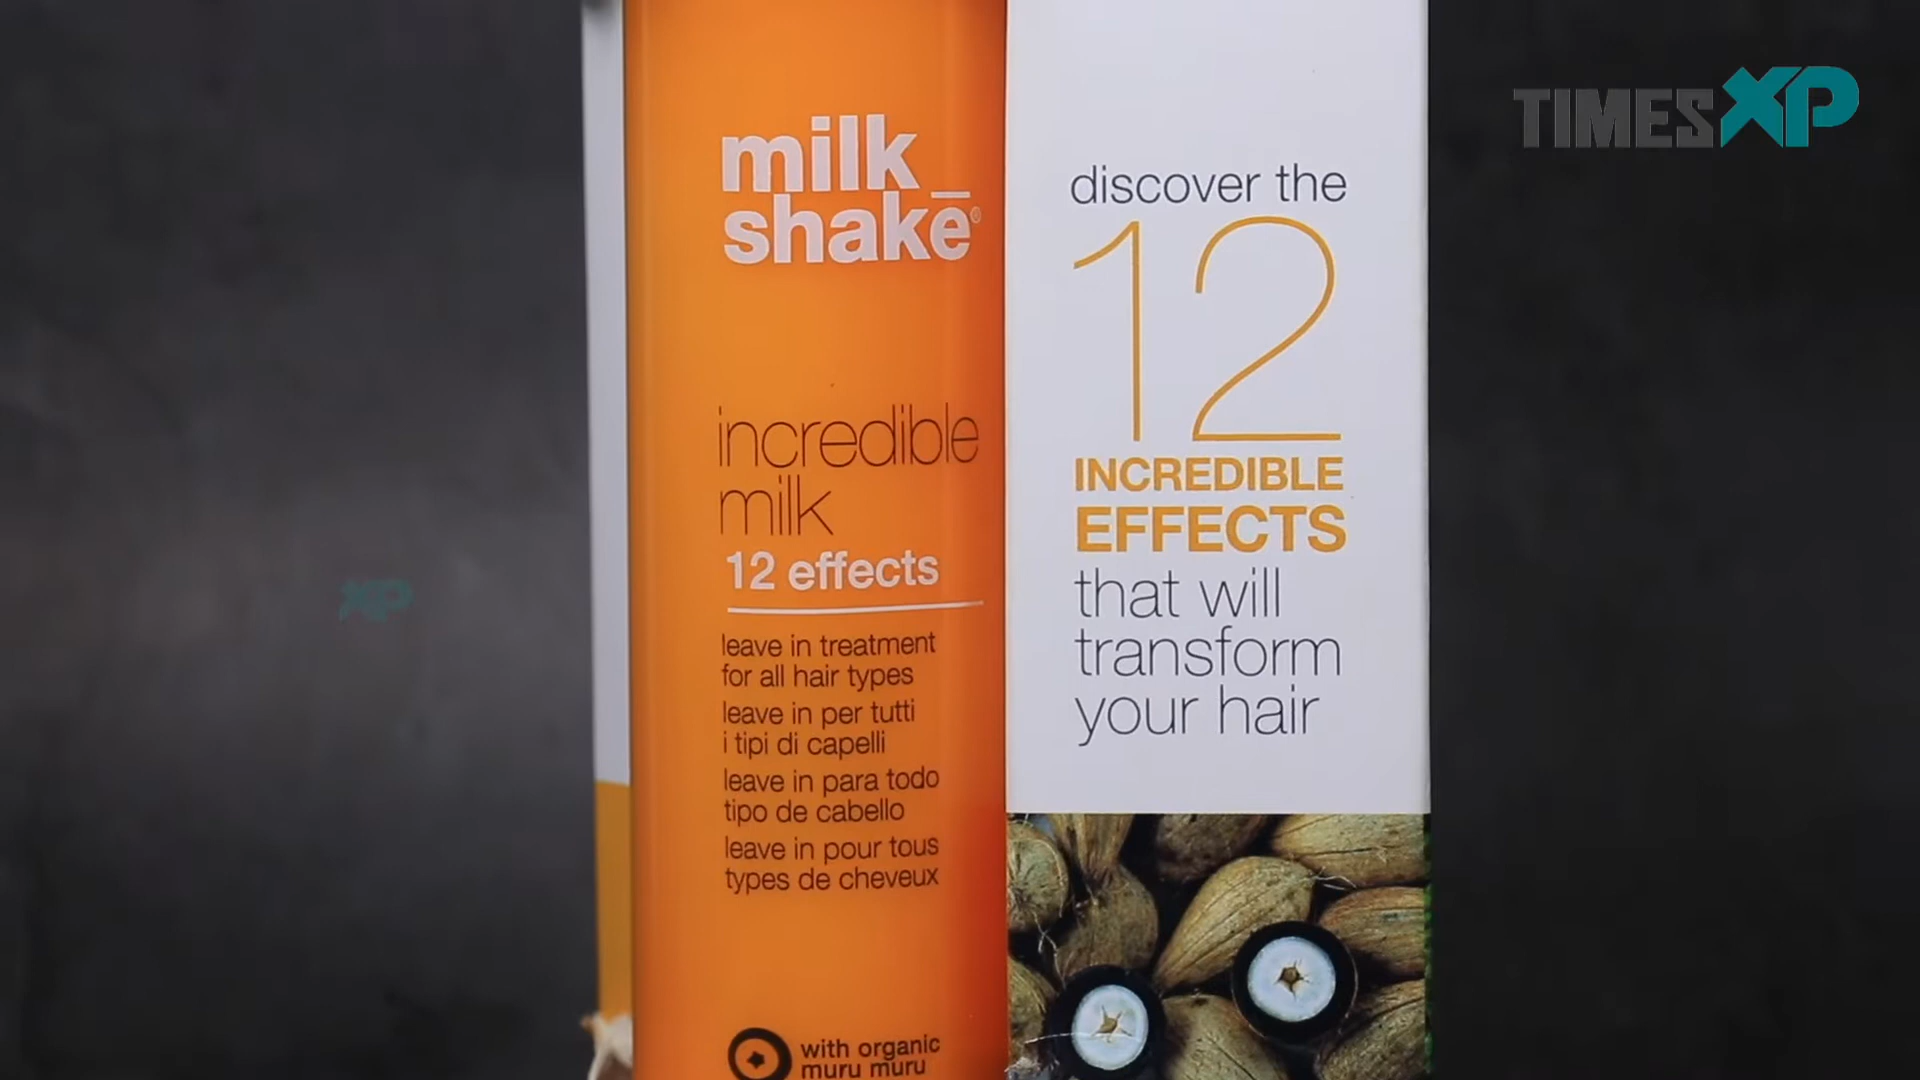 milk_
shake®
incredible
milk
12 effects
leave in treatment
for all hair types
leave in per tutti
i tipi di capelli
leave in para todo
tipo de cabello
leave in pour tous
types de cheveux
with organic
muru muru
discover the
12
INCREDIBLE
EFFECTS
that will
transform
your hair
TIMESXP
XP